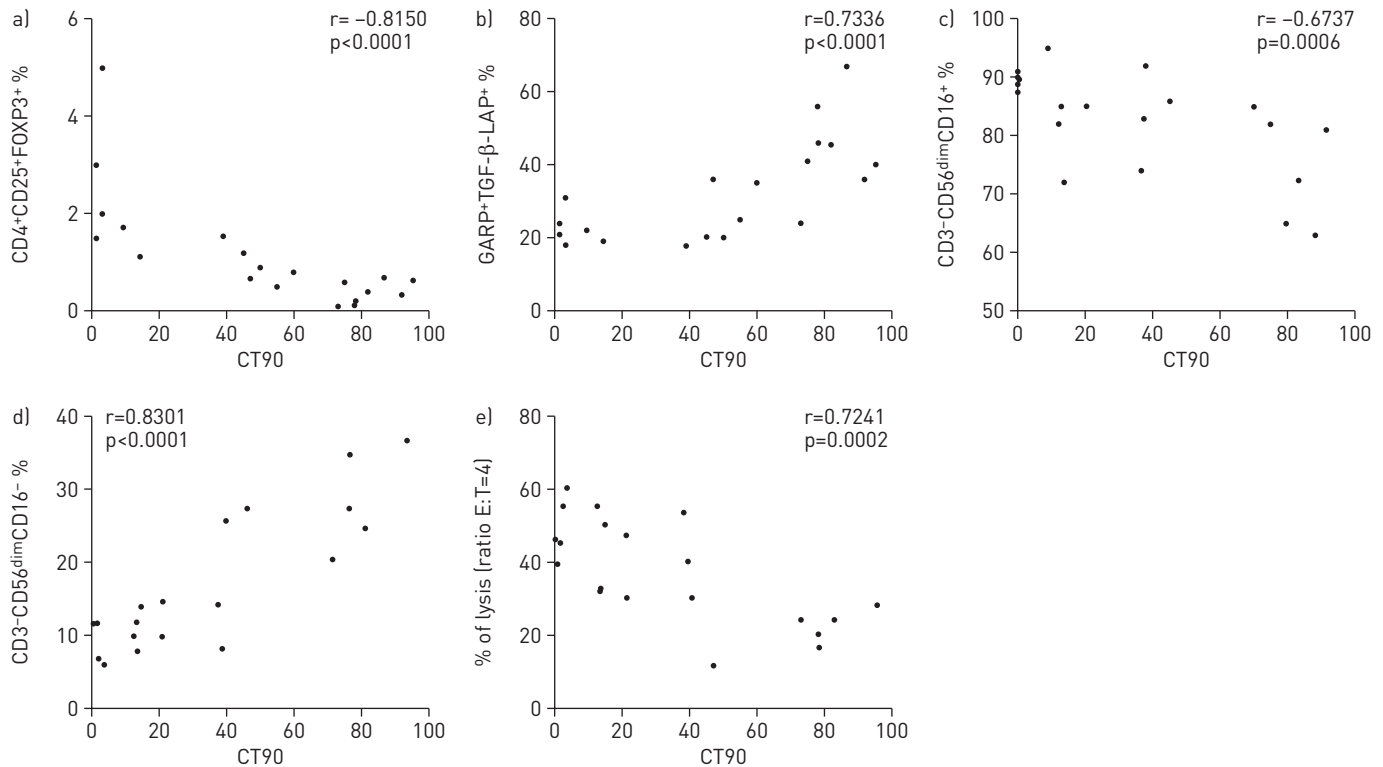 a)
r= –0.8150
p<0.0001
CD4+CD25+FOXP3+ %
6
4
2
0
0 20 40 60 80 100
CT90
b)
r=0.7336
p<0.0001
GARP+TGF-β-LAP+ %
80
60
40
20
0
0 20 40 60 80 100
CT90
c)
r= –0.6737
p=0.0006
CD3–CD56dimCD16+ %
100
90
80
70
60
50
0 20 40 60 80 100
CT90
d)
r=0.8301
p<0.0001
CD3–CD56dimCD16– %
40
30
20
10
0
0 20 40 60 80 100
CT90
e)
r=0.7241
p=0.0002
% of lysis (ratio E:T=4)
80
60
40
20
0
0 20 40 60 80 100
CT90